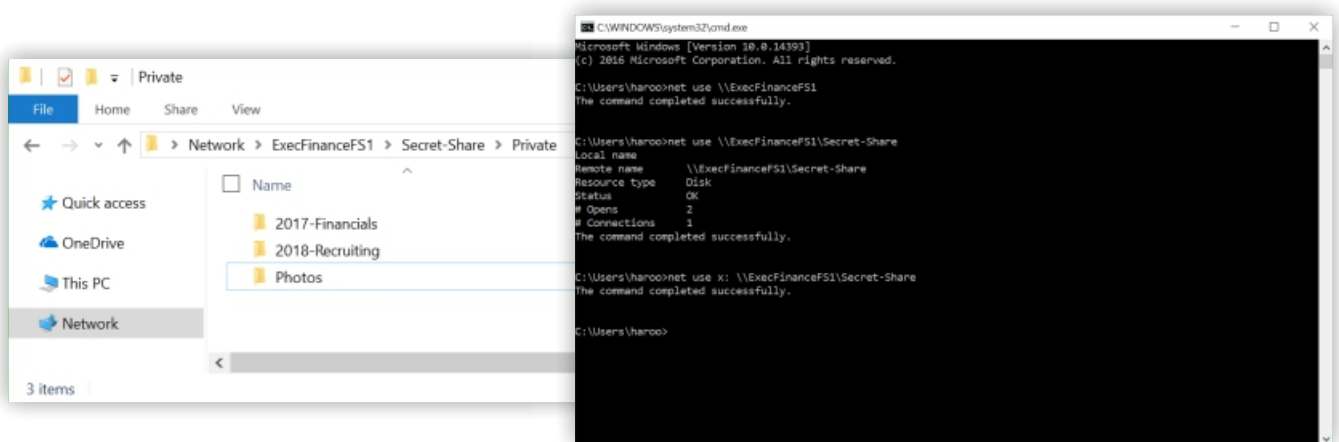 Private
File Home Share View
Network > ExecFinanceFS1 > Secret-Share > Private
Name
Quick access
OneDrive
This PC
Network
2017-Financials
2018-Recruiting
Photos
3 items
C:\WINDOWS\system32\cmd.exe
Microsoft Windows [Version 10.0.14393]
(c) 2016 Microsoft Corporation. All rights reserved.
C:\Users\haroo>net use \\ExecFinanceFS1
The command completed successfully.
C:\Users\haroo>net use \\ExecFinanceFS1\Secret-Share
Local name
Remote name \\ExecFinanceFS1\Secret-Share
Resource type Disk
Status OK
# Opens 2
# Connections 1
The command completed successfully.
C:\Users\haroo>net use x: \\ExecFinanceFS1\Secret-Share
The command completed successfully.
C:\Users\haroo>